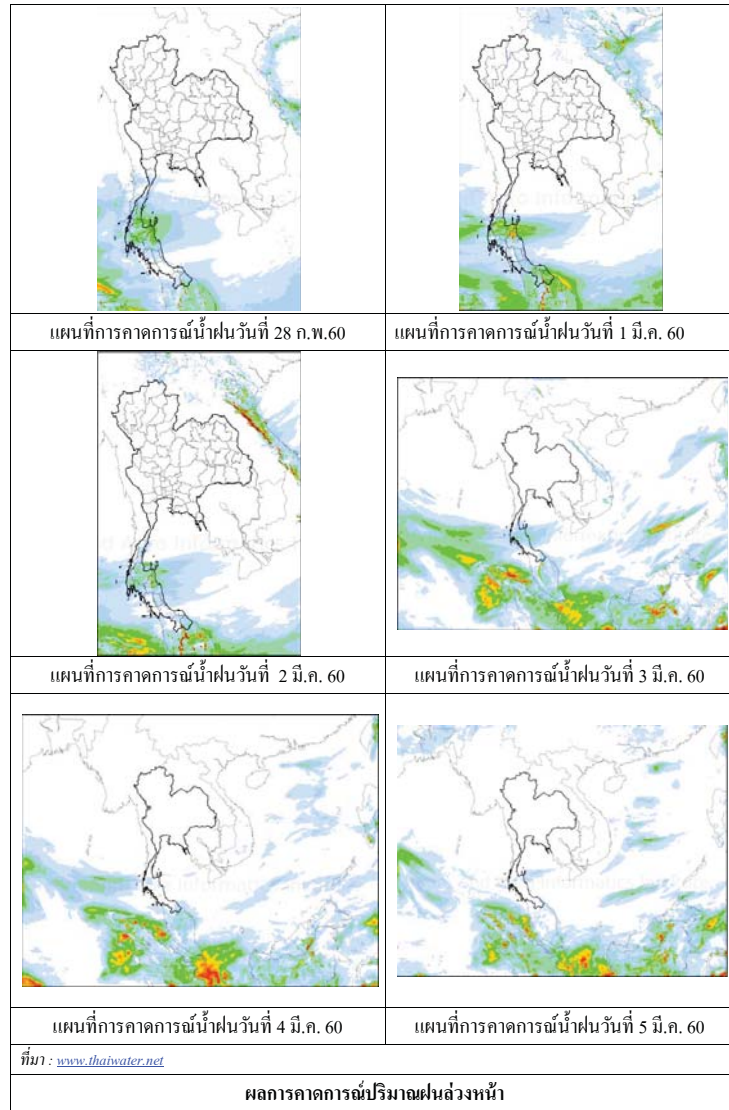 แผนที่การคาดการณ์น้ำฝนวันที่ 28 ก.พ.60
แผนที่การคาดการณ์น้ำฝนวันที่ 1 มี.ค. 60
แผนที่การคาดการณ์น้ำฝนวันที่ 2 มี.ค. 60
แผนที่การคาดการณ์น้ำฝนวันที่ 3 มี.ค. 60
แผนที่การคาดการณ์น้ำฝนวันที่ 4 มี.ค. 60
แผนที่การคาดการณ์น้ำฝนวันที่ 5 มี.ค. 60
ที่มา : www.thaiwater.net
ผลการคาดการณ์ปริมาณฝนล่วงหน้า